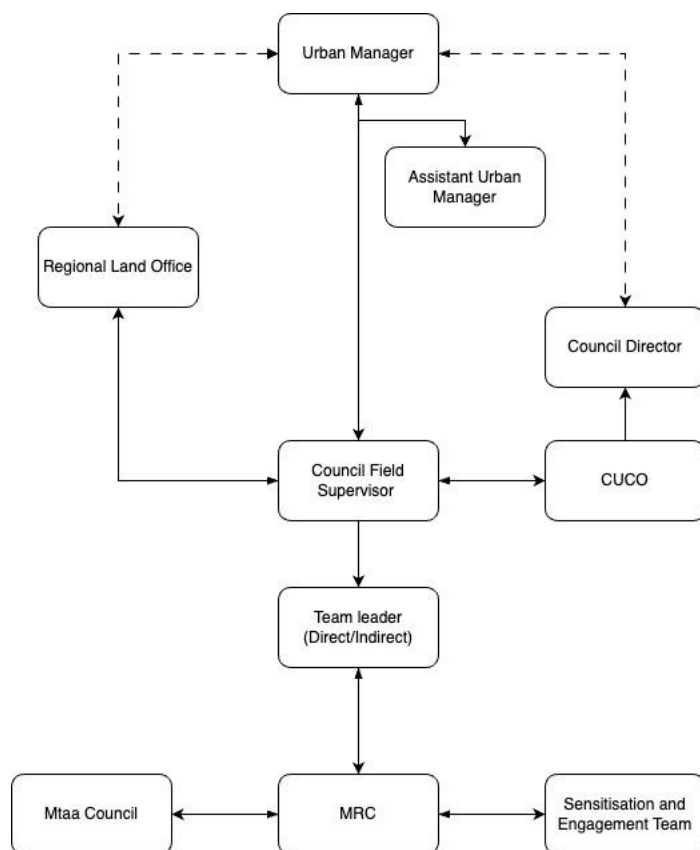 Urban Manager
Assistant Urban
Manager
Regional Land Office
Council Director
Council Field
Supervisor
CUCO
Team leader
(Direct/Indirect)
Mtaa Council
MRC
Sensitisation and
Engagement Team